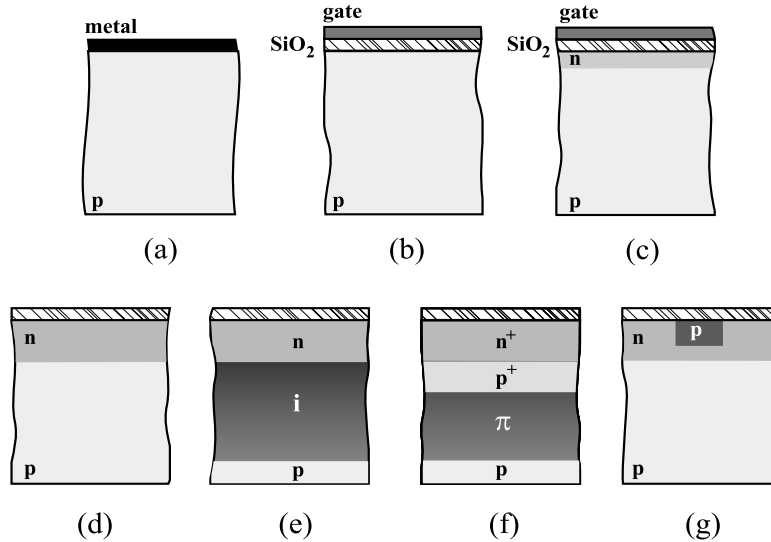 metal
p
(a)
gate
SiO₂
p
(b)
gate
SiO₂
n
p
(c)
n
p
(d)
n
i
p
(e)
n⁺
p⁺
π
p
(f)
n
p
p
(g)